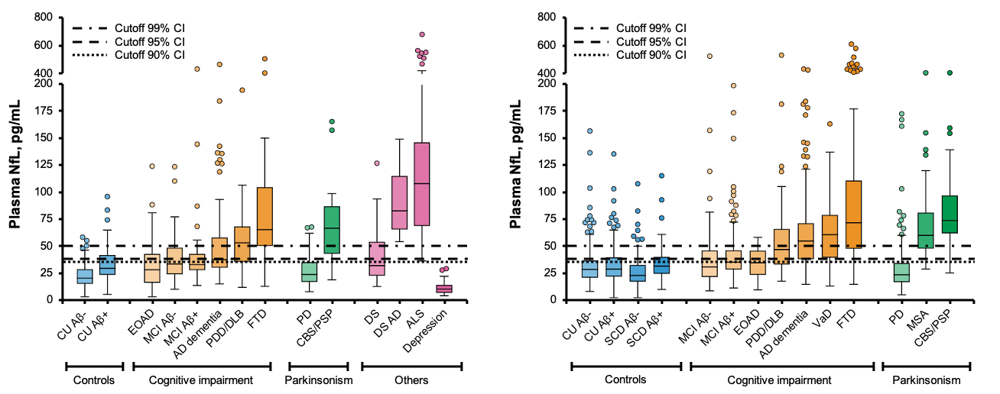 Plasma NfL, pg/mL
800
600
400
200
175
150
125
100
75
50
25
0
Cutoff 99% CI
Cutoff 95% CI
Cutoff 90% CI
CU Aβ-
CU Aβ+
EOAD
MCI Aβ-
MCI Aβ+
AD dementia
PDD/DLB
FTD
PD
CBS/PSP
DS
DS AD
ALS
Depression
Controls
Cognitive impairment
Parkinsonism
Others
Plasma NfL, pg/mL
800
600
400
200
175
150
125
100
75
50
25
0
Cutoff 99% CI
Cutoff 95% CI
Cutoff 90% CI
CU Aβ-
CU Aβ+
SCD Aβ-
SCD Aβ+
MCI Aβ-
MCI Aβ+
EOAD
PDD/DLB
AD dementia
VaD
FTD
PD
MSA
CBS/PSP
Controls
Cognitive impairment
Parkinsonism